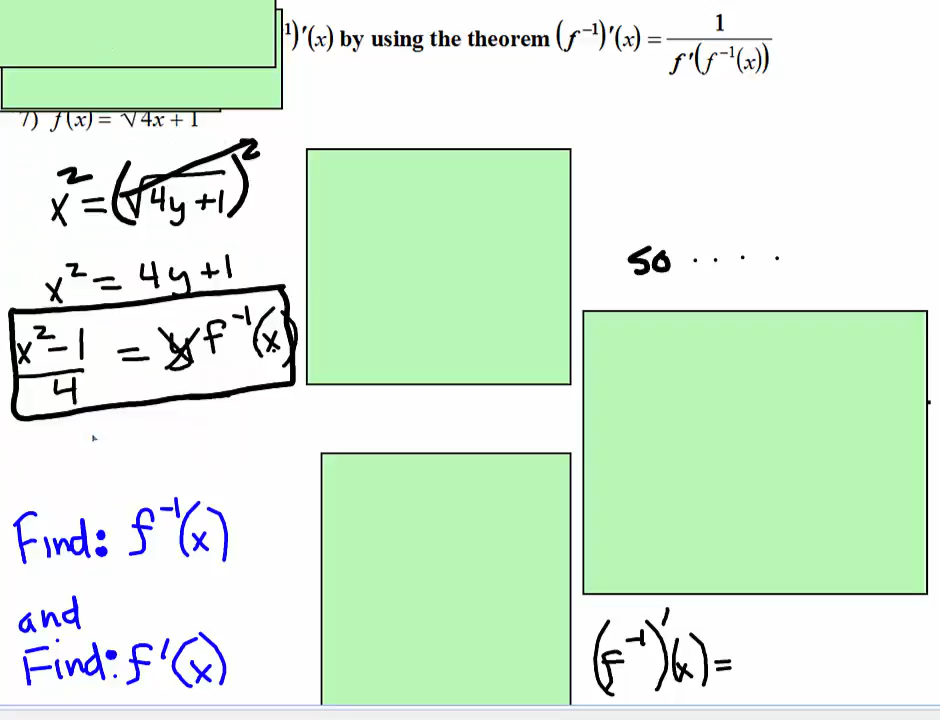 ¹)′(x) by using the theorem (f⁻¹)′(x) = 1 / f′(f⁻¹(x))
7) f(x) = √4x + 1
x² = (√4y+1)²
x² = 4y+1
x²-1 / 4 = y f⁻¹(x)
so ....
Find: f⁻¹(x)
and
Find: f′(x)
(f⁻¹)′(x) =